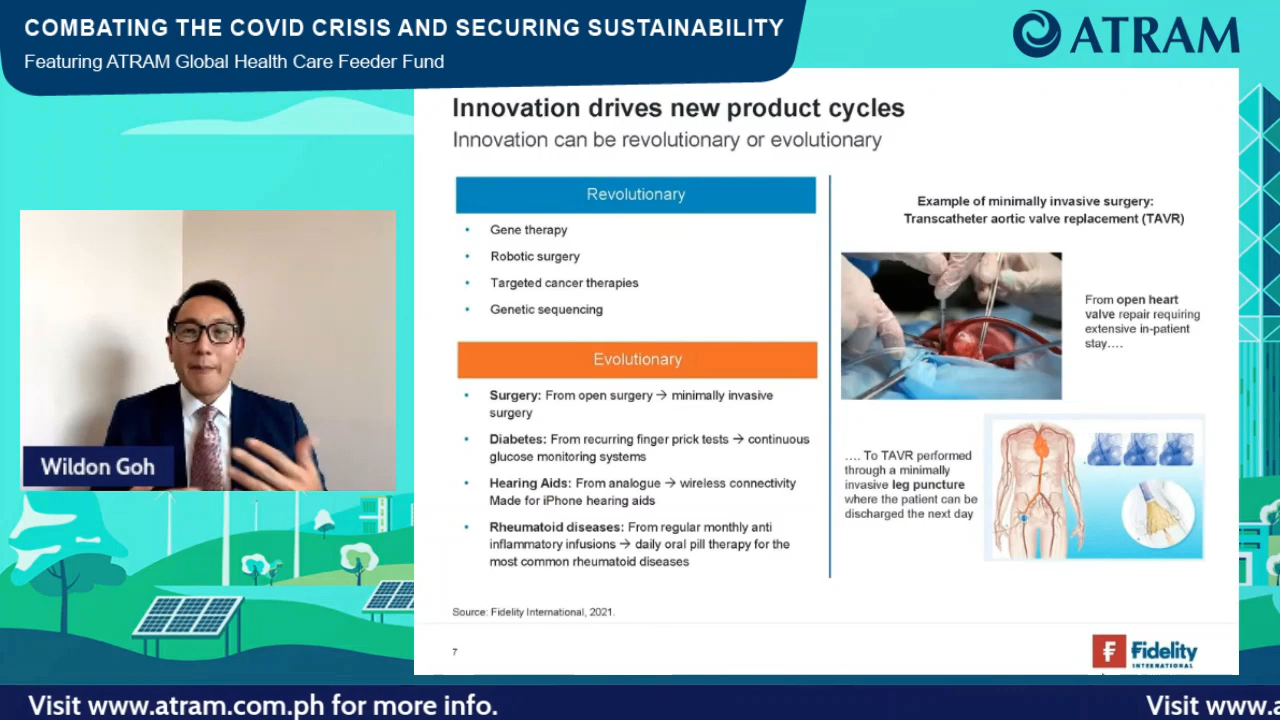 COMBATING THE COVID CRISIS AND SECURING SUSTAINABILITY
Featuring ATRAM Global Health Care Feeder Fund
ATRAM
Innovation drives new product cycles
Innovation can be revolutionary or evolutionary
Revolutionary
• Gene therapy
• Robotic surgery
• Targeted cancer therapies
• Genetic sequencing
Evolutionary
• Surgery: From open surgery → minimally invasive
surgery
• Diabetes: From recurring finger prick tests → continuous
glucose monitoring systems
• Hearing Aids: From analogue → wireless connectivity
Made for iPhone hearing aids
• Rheumatoid diseases: From regular monthly anti
inflammatory infusions → daily oral pill therapy for the
most common rheumatoid diseases
Example of minimally invasive surgery:
Transcatheter aortic valve replacement (TAVR)
From open heart
valve repair requiring
extensive in-patient
stay….
…. To TAVR performed
through a minimally
invasive leg puncture
where the patient can be
discharged the next day
Source: Fidelity International, 2021.
7
Fidelity
INTERNATIONAL
Wildon Goh
Visit www.atram.com.ph for more info.
Visit www.a